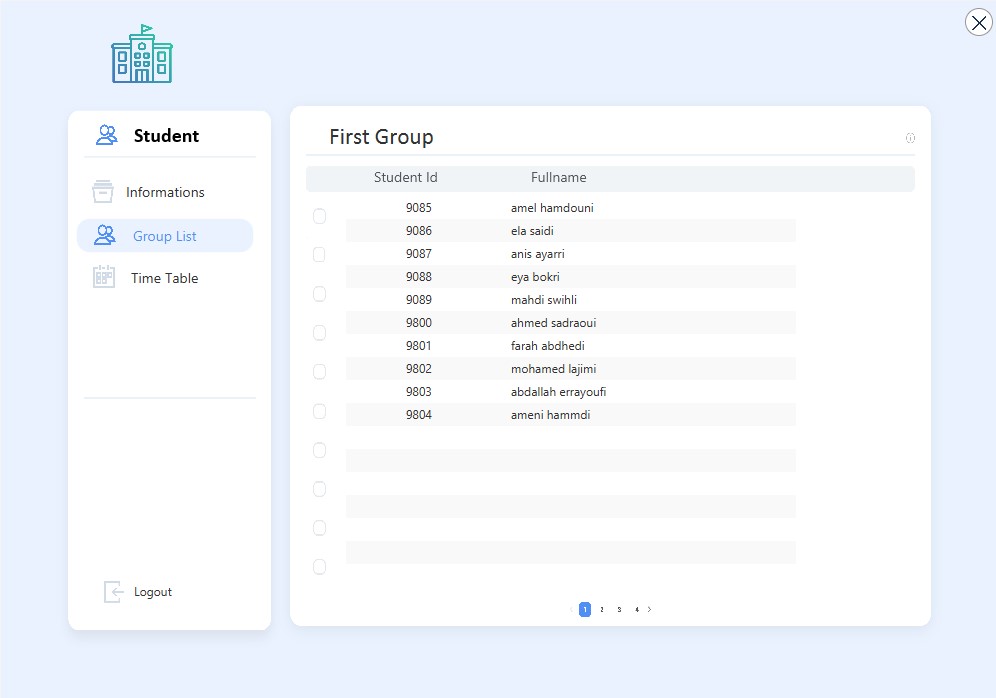 Student
Informations
Group List
Time Table
Logout
First Group
Student Id Fullname
9085 amel hamdouni
9086 ela saidi
9087 anis ayarri
9088 eya bokri
9089 mahdi swihli
9800 ahmed sadraoui
9801 farah abdhedi
9802 mohamed lajimi
9803 abdallah errayoufi
9804 ameni hammdi
1 2 3 4